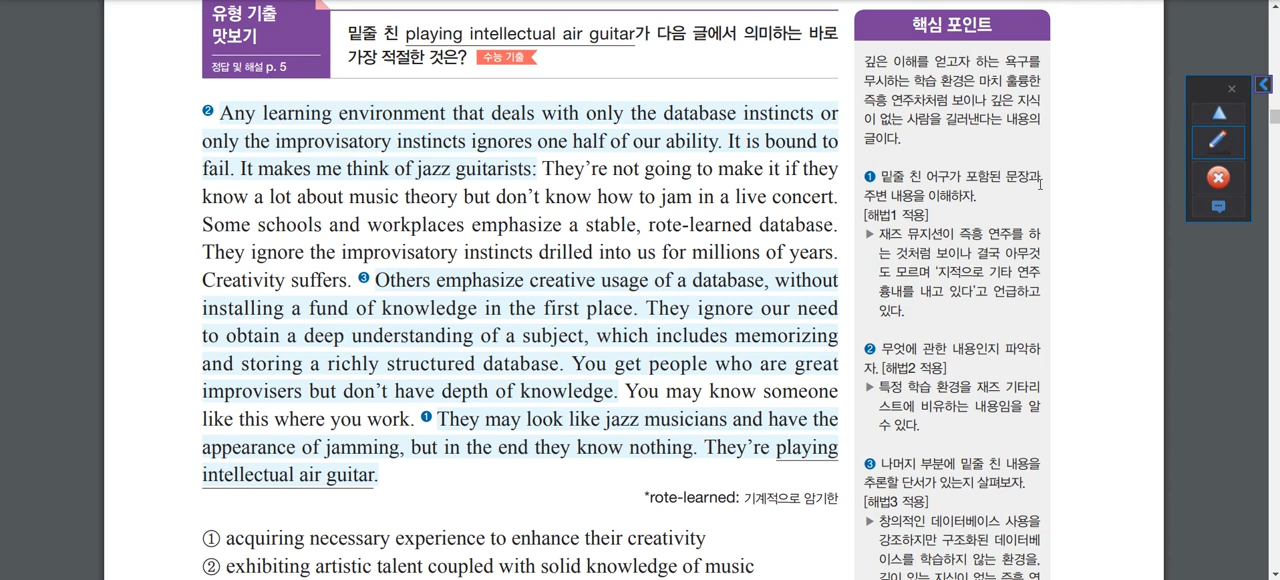 유형 기출
맛보기
정답 및 해설 p. 5
밑줄 친 playing intellectual air guitar가 다음 글에서 의미하는 바로
가장 적절한 것은? 수능 기출
❷ Any learning environment that deals with only the database instincts or
only the improvisatory instincts ignores one half of our ability. It is bound to
fail. It makes me think of jazz guitarists: They're not going to make it if they
know a lot about music theory but don't know how to jam in a live concert.
Some schools and workplaces emphasize a stable, rote-learned database.
They ignore the improvisatory instincts drilled into us for millions of years.
Creativity suffers. ❸ Others emphasize creative usage of a database, without
installing a fund of knowledge in the first place. They ignore our need
to obtain a deep understanding of a subject, which includes memorizing
and storing a richly structured database. You get people who are great
improvisers but don't have depth of knowledge. You may know someone
like this where you work. ❶ They may look like jazz musicians and have the
appearance of jamming, but in the end they know nothing. They're playing
intellectual air guitar.
*rote-learned: 기계적으로 암기한
① acquiring necessary experience to enhance their creativity
② exhibiting artistic talent coupled with solid knowledge of music
핵심 포인트
깊은 이해를 얻고자 하는 욕구를
무시하는 학습 환경은 마치 훌륭한
즉흥 연주차처럼 보이나 깊은 지식
이 없는 사람을 길러낸다는 내용의
글이다.
❶ 밑줄 친 어구가 포함된 문장과
주변 내용을 이해하자.
[해법1 적용]
▶ 재즈 뮤지션이 즉흥 연주를 하
는 것처럼 보이나 결국 아무것
도 모르며 '지적으로 기타 연주
흉내를 내고 있다'고 언급하고
있다.
❷ 무엇에 관한 내용인지 파악하
자. [해법2 적용]
▶ 특정 학습 환경을 재즈 기타리
스트에 비유하는 내용임을 알
수 있다.
❸ 나머지 부분에 밑줄 친 내용을
추론할 단서가 있는지 살펴보자.
[해법3 적용]
▶ 창의적인 데이터베이스 사용을
강조하지만 구조화된 데이터베
이스를 학습하지 않는 환경은,
깊이 있는 지식이 없는 즉흥 연